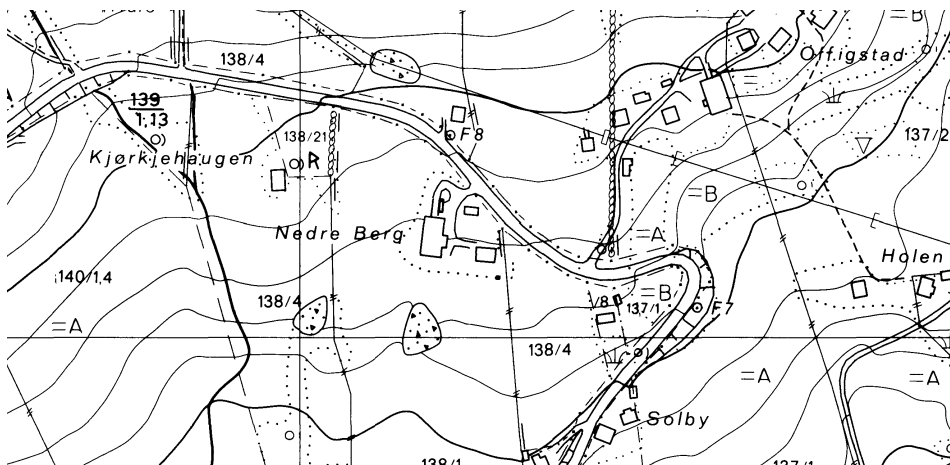 B
138/4
Offigstad
139
1,13
138/21
F8
137/2
Kjørkjehaugen
R
B
Nedre Berg
A
Holen
140/1,4
138/4
B
137/1
F7
A
138/4
A
A
Solby
138/1
137/1